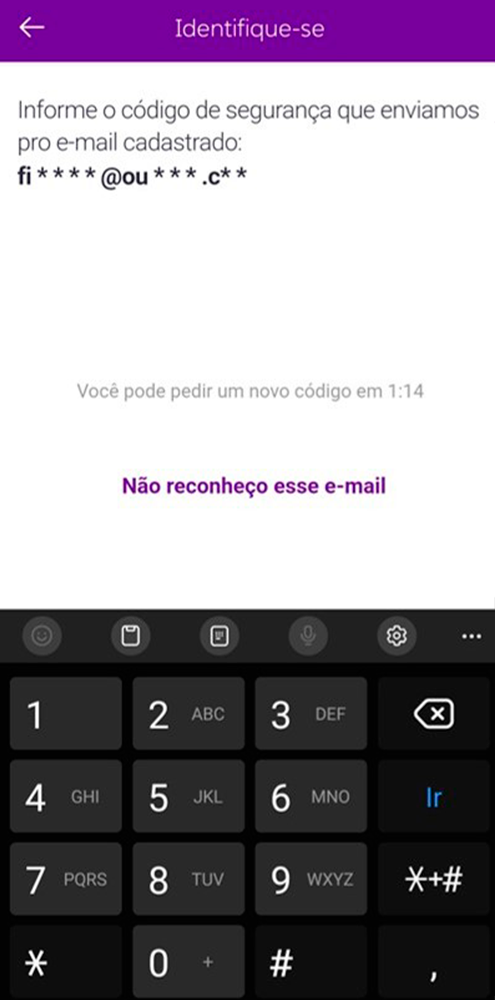 Identifique-se
Informe o código de segurança que enviamos
pro e-mail cadastrado:
fi * * * * @ou * * * .c* *
Você pode pedir um novo código em 1:14
Não reconheço esse e-mail
1
2 ABC
3 DEF
4 GHI
5 JKL
6 MNO
Ir
7 PQRS
8 TUV
9 WXYZ
*+#
*
0 +
#
,